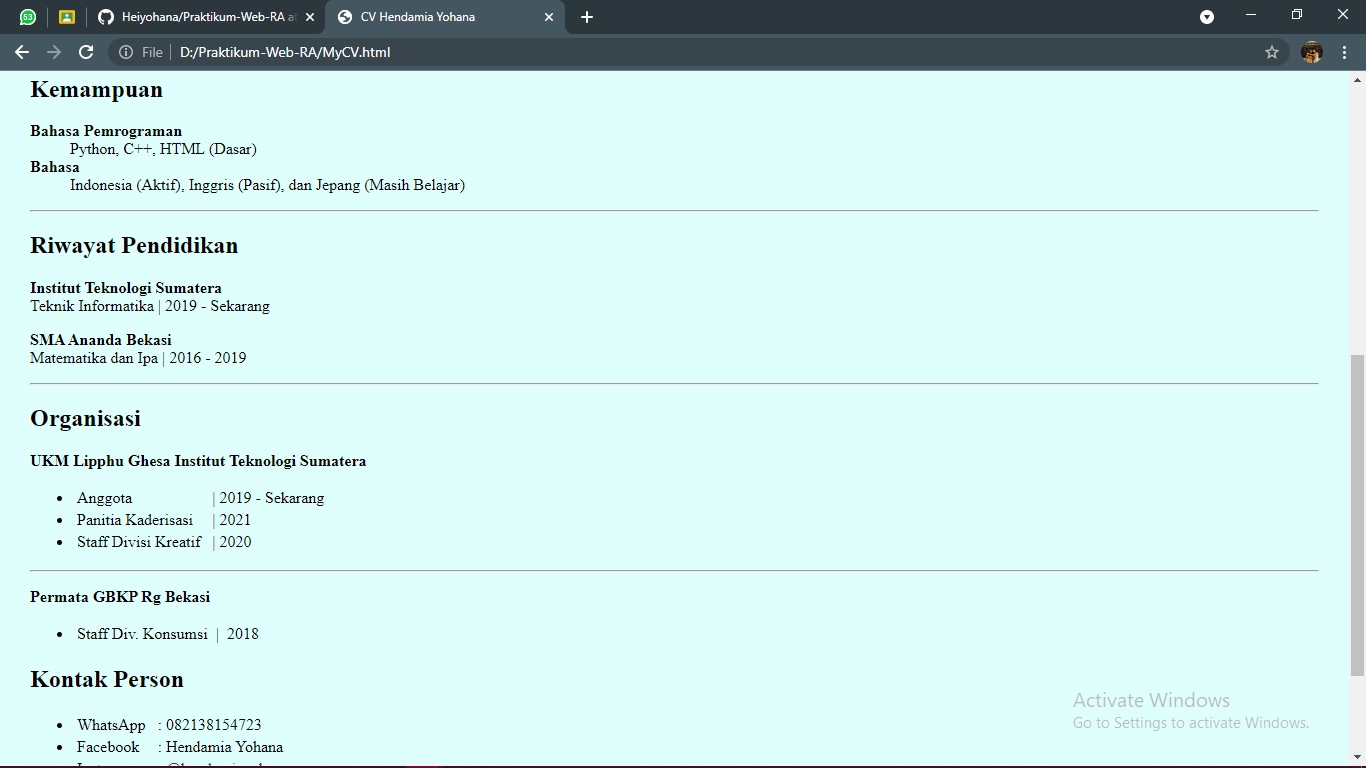 53
Heiyohana/Praktikum-Web-RA
CV Hendamia Yohana
File
D:/Praktikum-Web-RA/MyCV.html
Kemampuan
Bahasa Pemrograman
Python, C++, HTML (Dasar)
Bahasa
Indonesia (Aktif), Inggris (Pasif), dan Jepang (Masih Belajar)
Riwayat Pendidikan
Institut Teknologi Sumatera
Teknik Informatika | 2019 - Sekarang
SMA Ananda Bekasi
Matematika dan Ipa | 2016 - 2019
Organisasi
UKM Lipphu Ghesa Institut Teknologi Sumatera
• Anggota | 2019 - Sekarang
• Panitia Kaderisasi | 2021
• Staff Divisi Kreatif | 2020
Permata GBKP Rg Bekasi
• Staff Div. Konsumsi | 2018
Kontak Person
• WhatsApp : 082138154723
• Facebook : Hendamia Yohana
Activate Windows
Go to Settings to activate Windows.